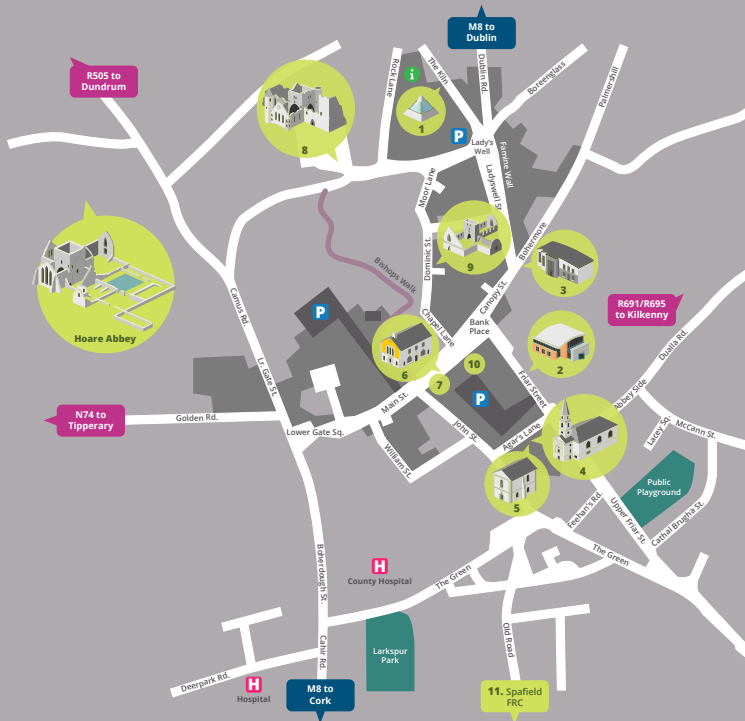 M8 to
Dublin
R505 to
Dundrum
Rock Lane
The Kiln
Dublin Rd.
Boreenglass
Palmershill
i
1
P
Lady's
Well
Famine Wall
8
Ladyswell St.
Moor Lane
Dominic St.
9
Bohermore
3
Bishops Walk
Canopy St.
Hoare Abbey
Camus Rd.
P
Chapel Lane
Bank
Place
R691/R695
to Kilkenny
Dualla Rd.
6
7
10
2
Lr. Gate St.
P
Friar Street
Main St.
Abbey Side
N74 to
Tipperary
Golden Rd.
Lower Gate Sq.
John St.
Agar's Lane
Lacey Sq.
McCann St.
William St.
4
5
Public
Playground
Feehan's Rd.
Upper Friar St.
Cathal Brugha St.
The Green
Boherclough St.
H
County Hospital
The Green
Old Road
Cahir Rd.
Larkspur
Park
Deerpark Rd.
H
Hospital
M8 to
Cork
11. Spafield
FRC